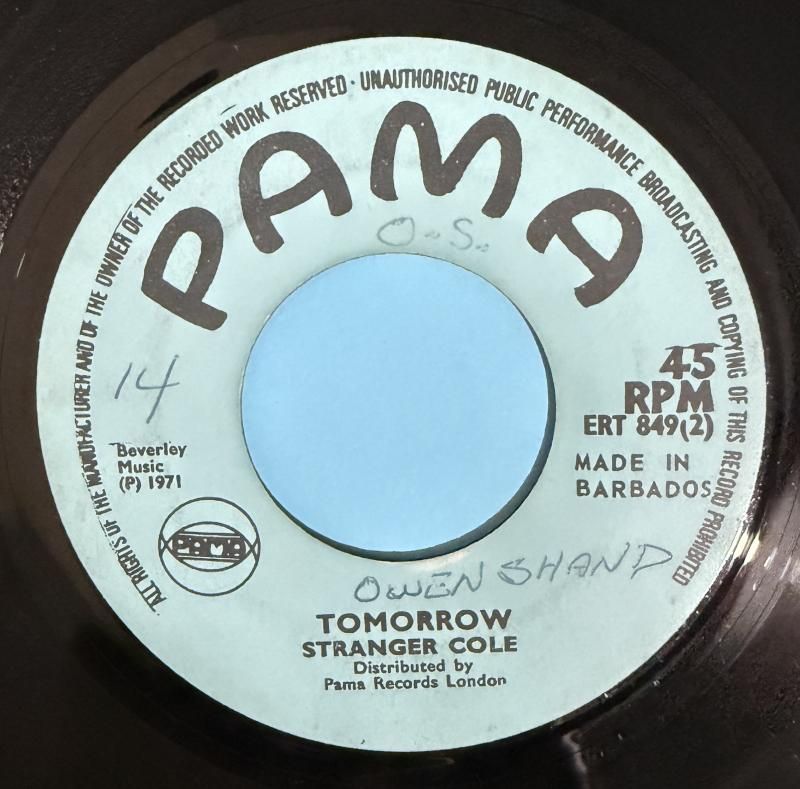 ALL RIGHTS OF THE MANUFACTURER AND OF THE OWNER OF THE RECORDED WORK RESERVED · UNAUTHORISED PUBLIC PERFORMANCE BROADCASTING AND COPYING OF THIS RECORD PROHIBITED
PAMA
O.. S..
14
45
RPM
ERT 849(2)
MADE IN
BARBADOS
Beverley
Music
(P) 1971
PAMA
OWEN SHAND
TOMORROW
STRANGER COLE
Distributed by
Pama Records London